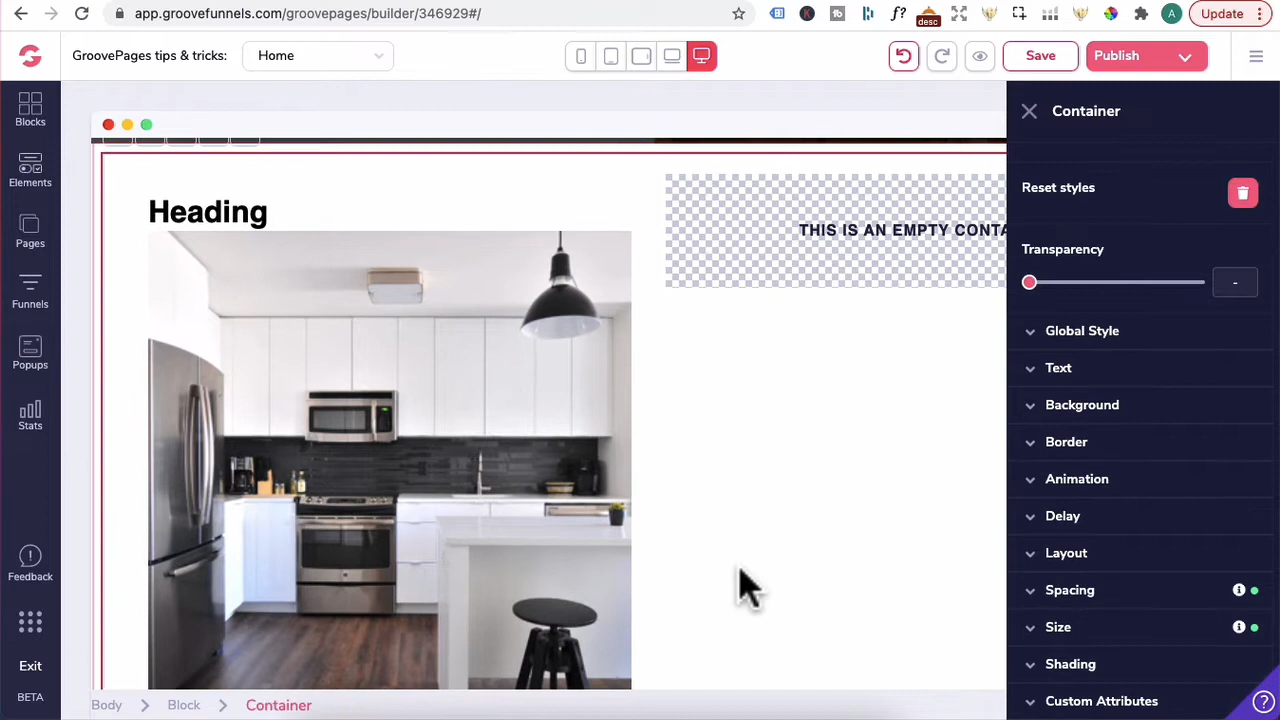 app.groovefunnels.com/groovepages/builder/346929#/
f?
desc
A
Update
GroovePages tips & tricks:
Home
Save
Publish
Blocks
Elements
Pages
Funnels
Popups
Stats
Feedback
Exit
BETA
Heading
THIS IS AN EMPTY CONTA
Body
Block
Container
Container
Reset styles
Transparency
-
Global Style
Text
Background
Border
Animation
Delay
Layout
Spacing
Size
Shading
Custom Attributes
?